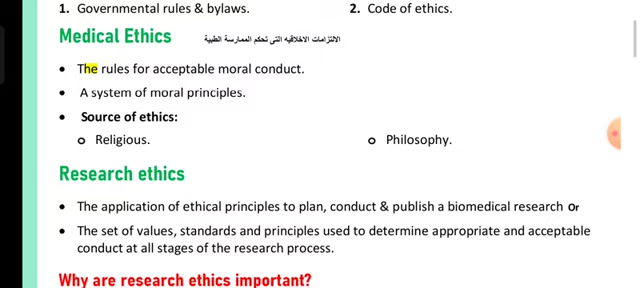 1. Governmental rules & bylaws. 2. Code of ethics.
Medical Ethics الالتزامات الاخلاقيه التى تحكم الممارسة الطبية
• The rules for acceptable moral conduct.
• A system of moral principles.
• Source of ethics:
o Religious. o Philosophy.
Research ethics
• The application of ethical principles to plan, conduct & publish a biomedical research Or
• The set of values, standards and principles used to determine appropriate and acceptable
conduct at all stages of the research process.
Why are research ethics important?